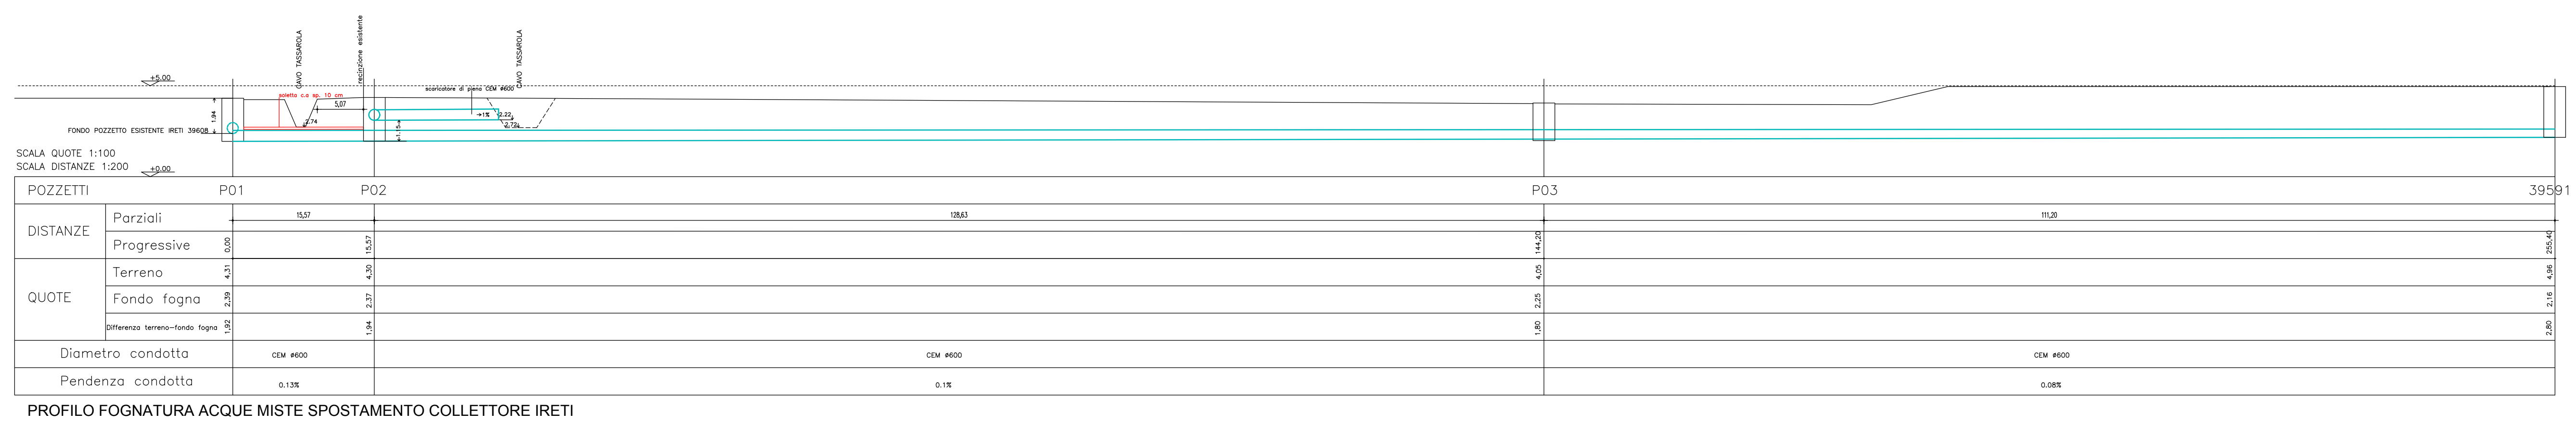 CAVO TASSAROLA
recinzione esistente
CAVO TASSAROLA
+5.00
scaricatore di piena CEM ø600
soletta c.a sp. 10 cm
5,07
1.94
2.74
→1%
2.22
2.72
1.15
FONDO POZZETTO ESISTENTE IRETI 39608
SCALA QUOTE 1:100
SCALA DISTANZE 1:200
+0.00
POZZETTI P01 P02 P03 39591
DISTANZE
Parziali 15,57 128,63 111,20
Progressive 0,00 15,57 144,20 255,40
QUOTE
Terreno 4,31 4,30 4,05 4,96
Fondo fogna 2,39 2.37 2,25 2,16
Differenza terreno-fondo fogna 1,92 1,94 1,80 2,80
Diametro condotta CEM ø600 CEM ø600 CEM ø600
Pendenza condotta 0.13% 0.1% 0.08%
PROFILO FOGNATURA ACQUE MISTE SPOSTAMENTO COLLETTORE IRETI